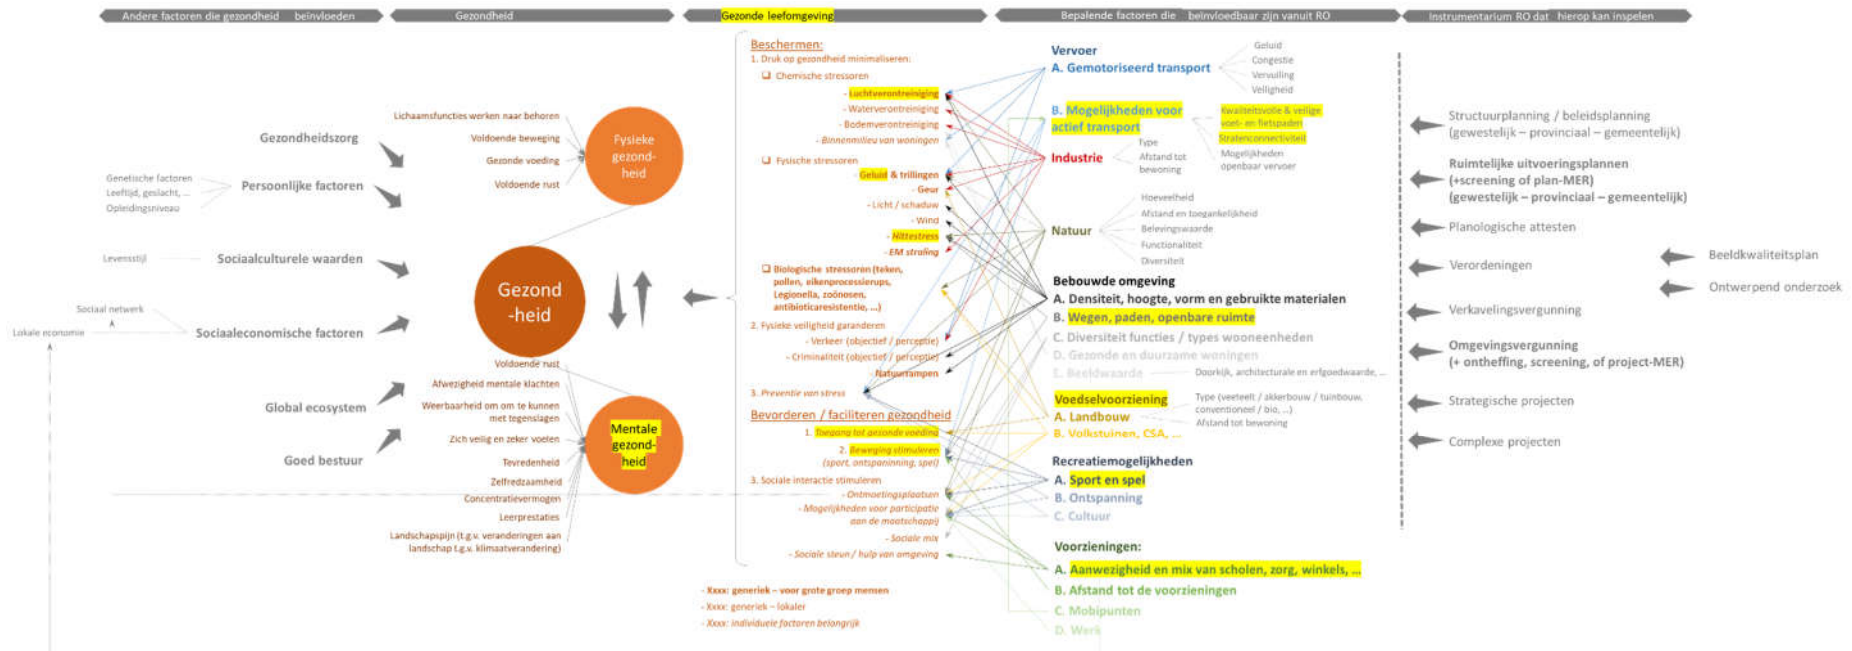 Andere factoren die gezondheid beïnvloeden
Gezondheid
Gezonde leefomgeving
Bepalende factoren die beïnvloedbaar zijn vanuit RO
Instrumentarium RO dat hierop kan inspelen
Gezondheidszorg
Genetische factoren
Leeftijd, geslacht, ...
Opleidingsniveau
Persoonlijke factoren
Levensstijl
Sociaalculturele waarden
Sociaal netwerk
Lokale economie
Sociaaleconomische factoren
Global ecosystem
Goed bestuur
Lichaamsfuncties werken naar behoren
Voldoende beweging
Gezonde voeding
Voldoende rust
Fysieke
gezond-
heid
Gezond
-heid
Voldoende rust
Afwezigheid mentale klachten
Weerbaarheid om om te kunnen
met tegenslagen
Zich veilig en zeker voelen
Tevredenheid
Zelfredzaamheid
Concentratievermogen
Leerprestaties
Landschapspijn (t.g.v. veranderingen aan
landschap t.g.v. klimaatverandering)
Mentale
gezond-
heid
Beschermen:
1. Druk op gezondheid minimaliseren:
❑ Chemische stressoren
- Luchtverontreiniging
- Waterverontreiniging
- Bodemverontreiniging
- Binnenmilieu van woningen
❑ Fysische stressoren
- Geluid & trillingen
- Geur
- Licht / schaduw
- Wind
- Hittestress
- EM straling
❑ Biologische stressoren (teken,
pollen, eikenprocessierups,
Legionella, zoönosen,
antibioticaresistentie, ...)
2. Fysieke veiligheid garanderen
- Verkeer (objectief / perceptie)
- Criminaliteit (objectief / perceptie)
- Natuurrampen
3. Preventie van stress
Bevorderen / faciliteren gezondheid
1. Toegang tot gezonde voeding
2. Beweging stimuleren
(sport, ontspanning, spel)
3. Sociale interactie stimuleren
- Ontmoetingsplaatsen
- Mogelijkheden voor participatie
aan de maatschappij
- Sociale mix
- Sociale steun / hulp van omgeving
- Xxxx: generiek – voor grote groep mensen
- Xxxx: generiek – lokaler
- Xxxx: individuele factoren belangrijk
Vervoer
A. Gemotoriseerd transport
Geluid
Congestie
Vervuiling
Veiligheid
B. Mogelijkheden voor
actief transport
Kwaliteitsvolle & veilige
voet- en fietspaden
Stratenconnectiviteit
Mogelijkheden
openbaar vervoer
Industrie
Type
Afstand tot
bewoning
Natuur
Hoeveelheid
Afstand en toegankelijkheid
Belevingswaarde
Functionaliteit
Diversiteit
Bebouwde omgeving
A. Densiteit, hoogte, vorm en gebruikte materialen
B. Wegen, paden, openbare ruimte
C. Diversiteit functies / types wooneenheden
D. Gezonde en duurzame woningen
E. Beeldwaarde
Doorkijk, architecturale en erfgoedwaarde, ...
Voedselvoorziening
A. Landbouw
Type (veeteelt / akkerbouw / tuinbouw,
conventioneel / bio, ...)
Afstand tot bewoning
B. Volkstuinen, CSA, ...
Recreatiemogelijkheden
A. Sport en spel
B. Ontspanning
C. Cultuur
Voorzieningen:
A. Aanwezigheid en mix van scholen, zorg, winkels, ...
B. Afstand tot de voorzieningen
C. Mobipunten
D. Werk
Structuurplanning / beleidsplanning
(gewestelijk – provinciaal – gemeentelijk)
Ruimtelijke uitvoeringsplannen
(+screening of plan-MER)
(gewestelijk – provinciaal – gemeentelijk)
Planologische attesten
Verordeningen
Verkavelingsvergunning
Omgevingsvergunning
(+ ontheffing, screening, of project-MER)
Strategische projecten
Complexe projecten
Beeldkwaliteitsplan
Ontwerpend onderzoek